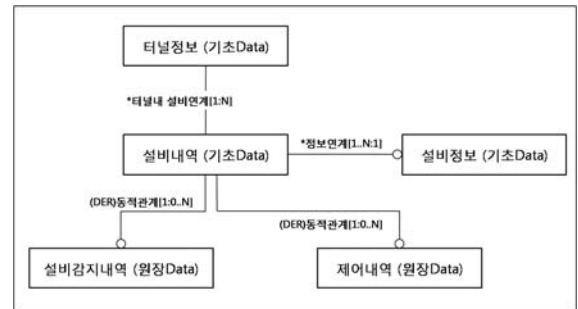 터널정보 (기초Data)
*터널내 설비연계[1:N]
설비내역 (기초Data)
*정보연계[1..N:1]
설비정보 (기초Data)
(DER)동적관계[1:0..N]
(DER)동적관계[1:0..N]
설비감지내역 (원장Data)
제어내역 (원장Data)